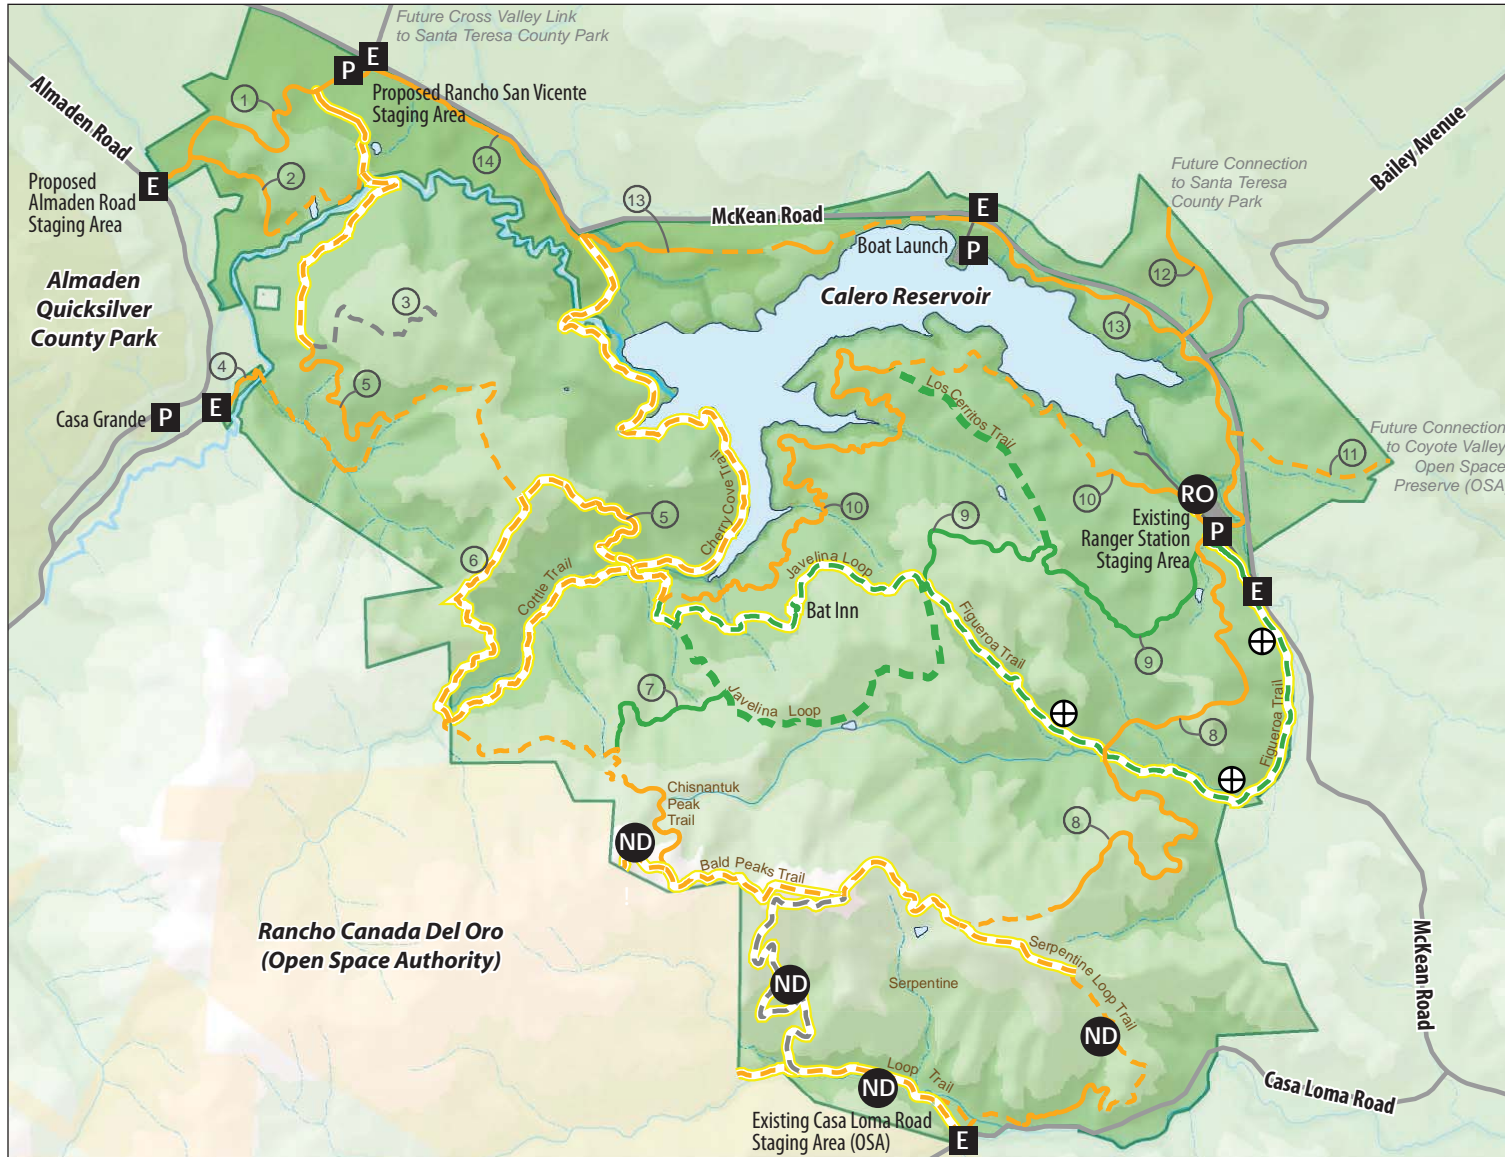 Future Cross Valley Link
to Santa Teresa County Park
E
P
Proposed Rancho San Vicente
Staging Area
Almaden Road
1
2
14
Proposed
Almaden Road
Staging Area
E
13
McKean Road
E
Boat Launch
P
Calero Reservoir
Future Connection
to Santa Teresa
County Park
Bailey Avenue
12
13
Almaden
Quicksilver
County Park
3
4
5
Casa Grande
P
E
Los Cerritos Trail
Future Connection
to Coyote Valley
Open Space
Preserve (OSA
11
10
RO
10
9
Existing
Ranger Station
Staging Area
P
5
Cherry Cove Trail
6
Cottle Trail
Javelina Loop
Bat Inn
E
Figueroa Trail
9
7
Javelina Loop
8
Figueroa Trail
Chisnantuk
Peak
Trail
8
ND
Bald Peaks Trail
Rancho Canada Del Oro
(Open Space Authority)
Serpentine Loop Trail
McKean Road
ND
Serpentine
ND
Loop Trail
ND
Casa Loma Road
Existing Casa Loma Road
Staging Area (OSA)
E